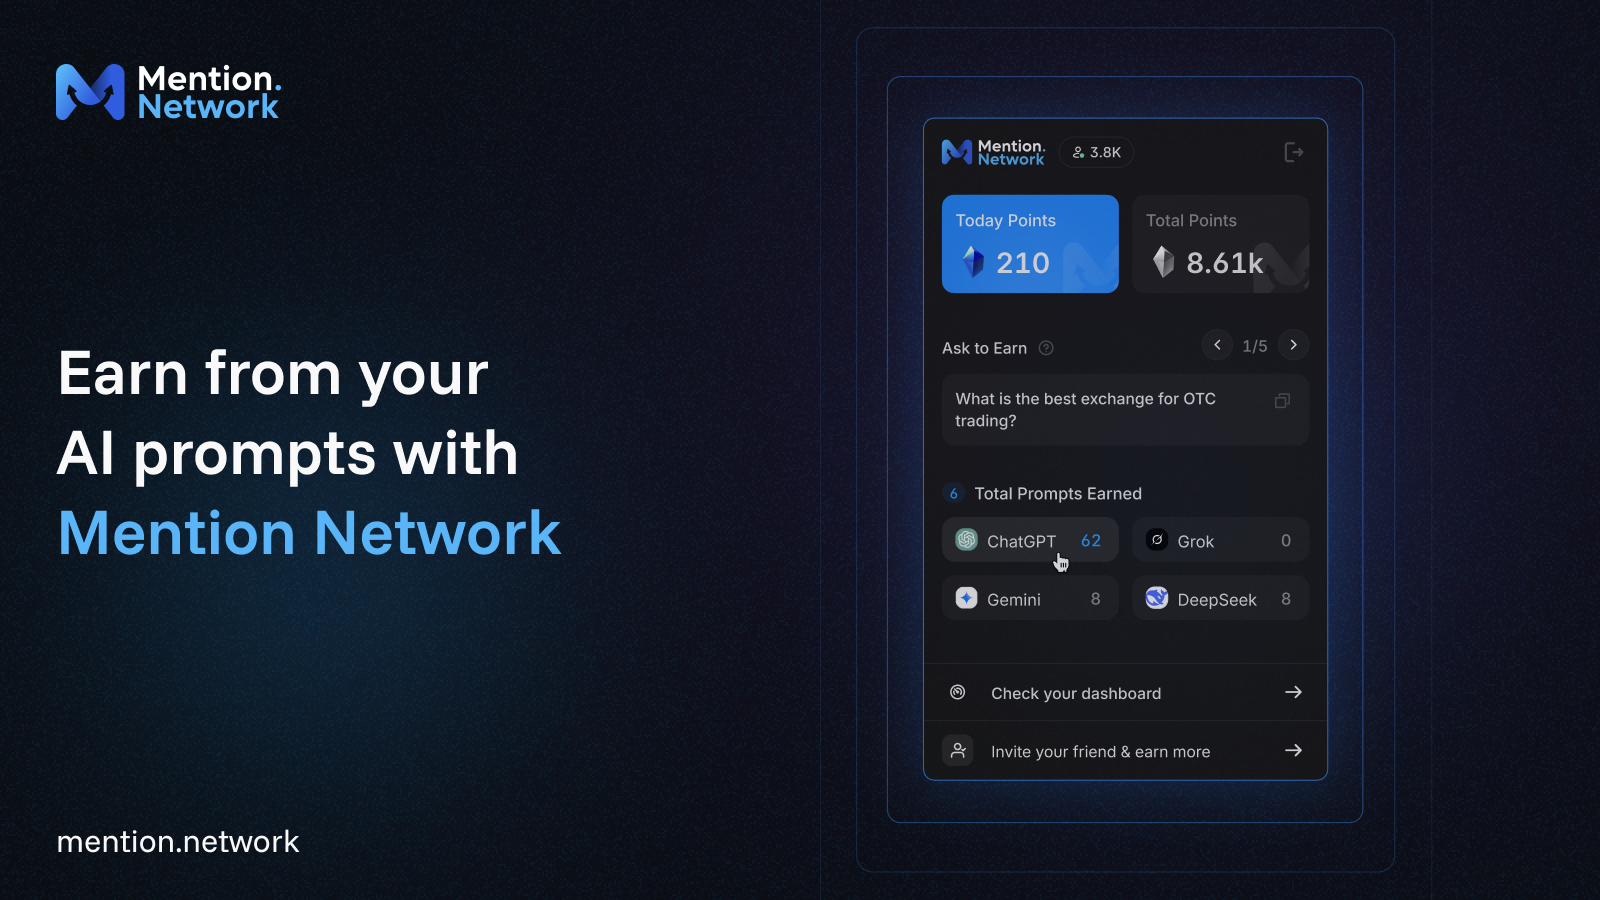 Mention.
Network
Earn from your
AI prompts with
Mention Network
mention.network
Mention.
Network
3.8K
Today Points
210
Total Points
8.61k
Ask to Earn
1/5
What is the best exchange for OTC
trading?
6 Total Prompts Earned
ChatGPT 62
Grok 0
Gemini 8
DeepSeek 8
Check your dashboard
Invite your friend & earn more